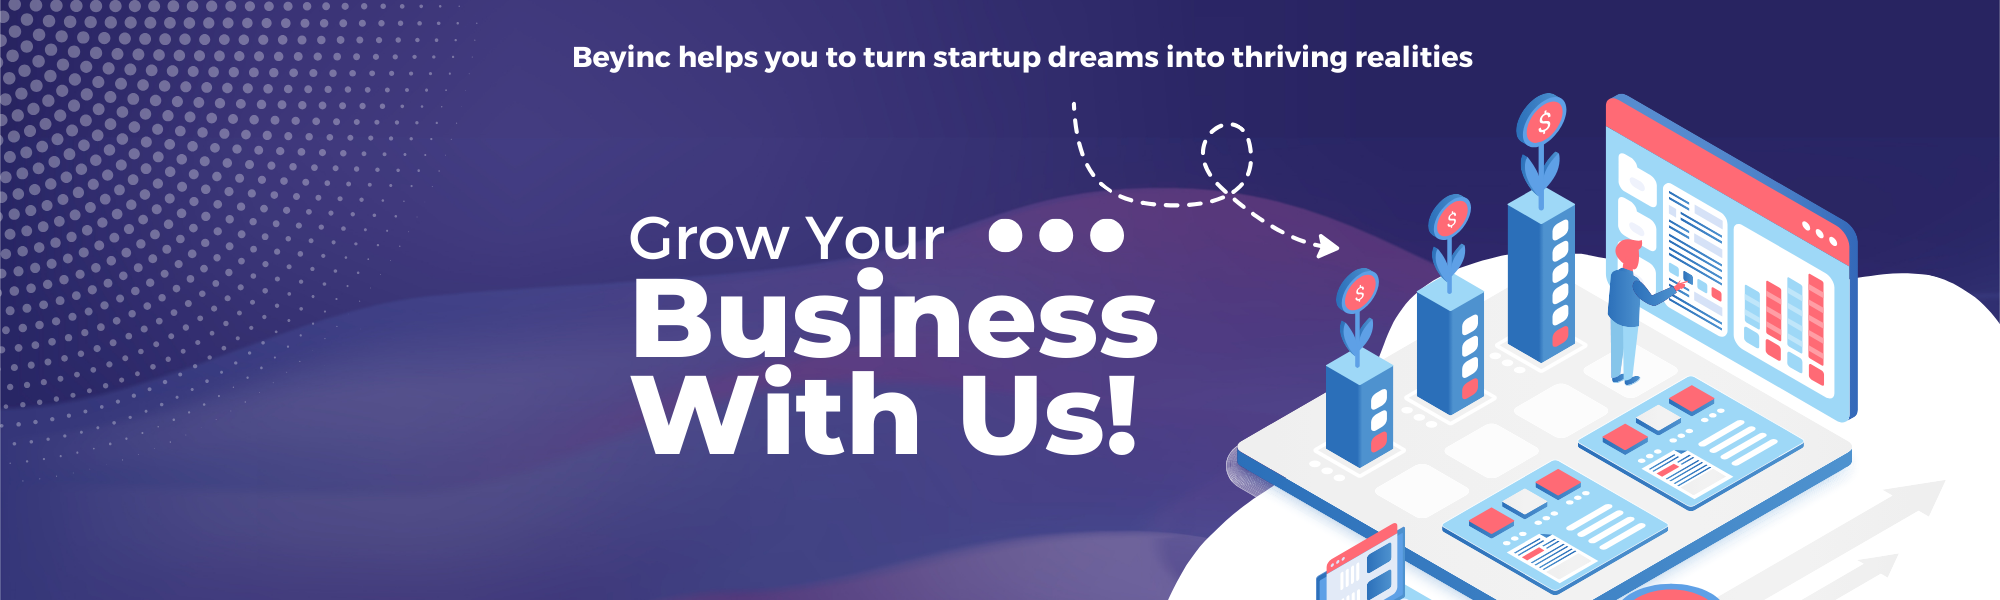 Beyinc helps you to turn startup dreams into thriving realities
Grow Your
Business
With Us!
$
$
$